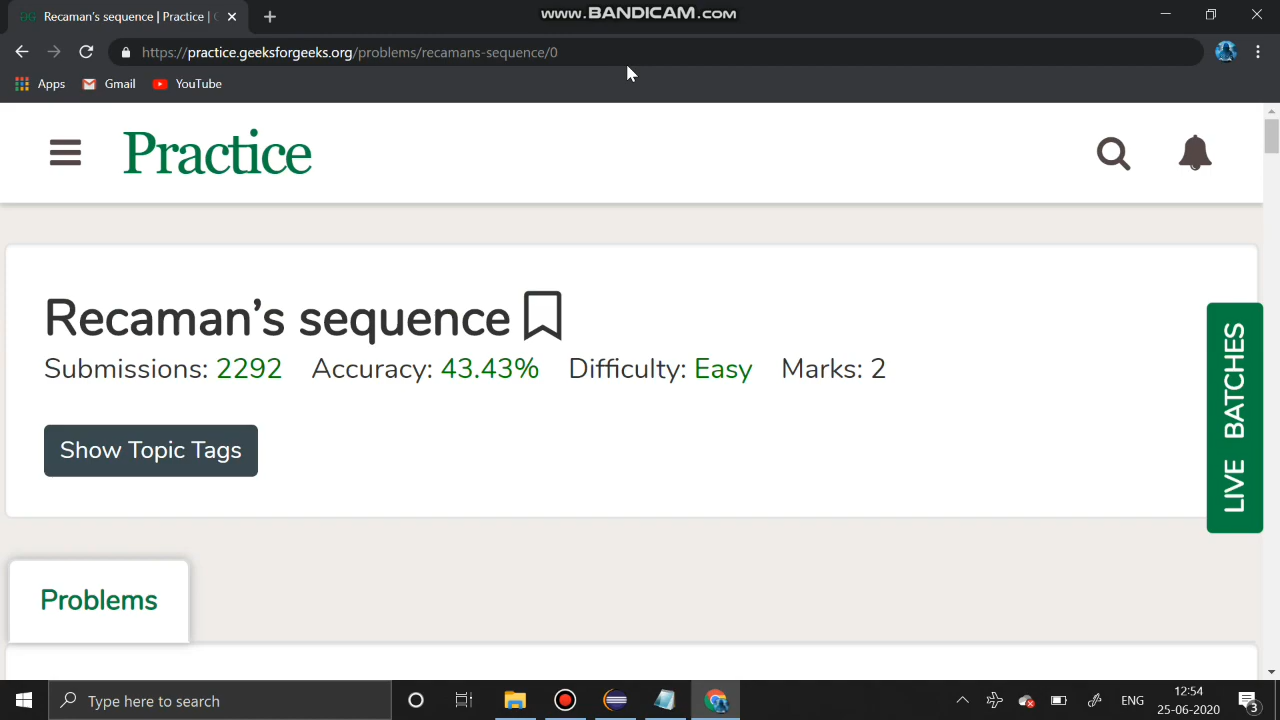 Recaman's sequence | Practice | G
www.BANDICAM.com
https://practice.geeksforgeeks.org/problems/recamans-sequence/0
Apps
Gmail
YouTube
Practice
Recaman’s sequence
Submissions: 2292 Accuracy: 43.43% Difficulty: Easy Marks: 2
Show Topic Tags
LIVE BATCHES
Problems
Type here to search
ENG
12:54
25-06-2020
3